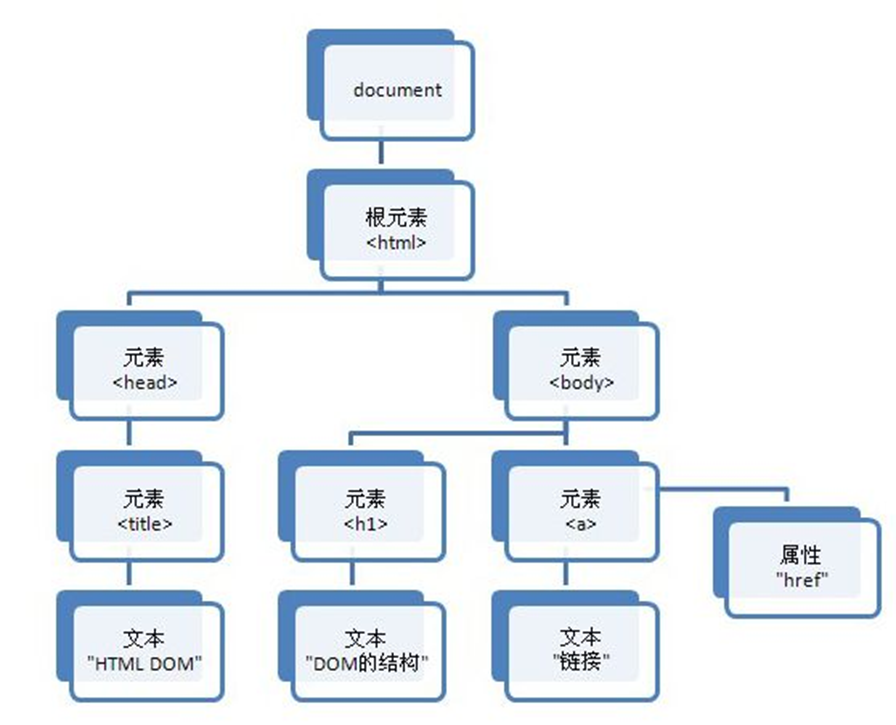 document
根元素
<html>
元素
<head>
元素
<body>
元素
<title>
元素
<h1>
元素
<a>
属性
"href"
文本
"HTML DOM"
文本
"DOM的结构"
文本
"链接"